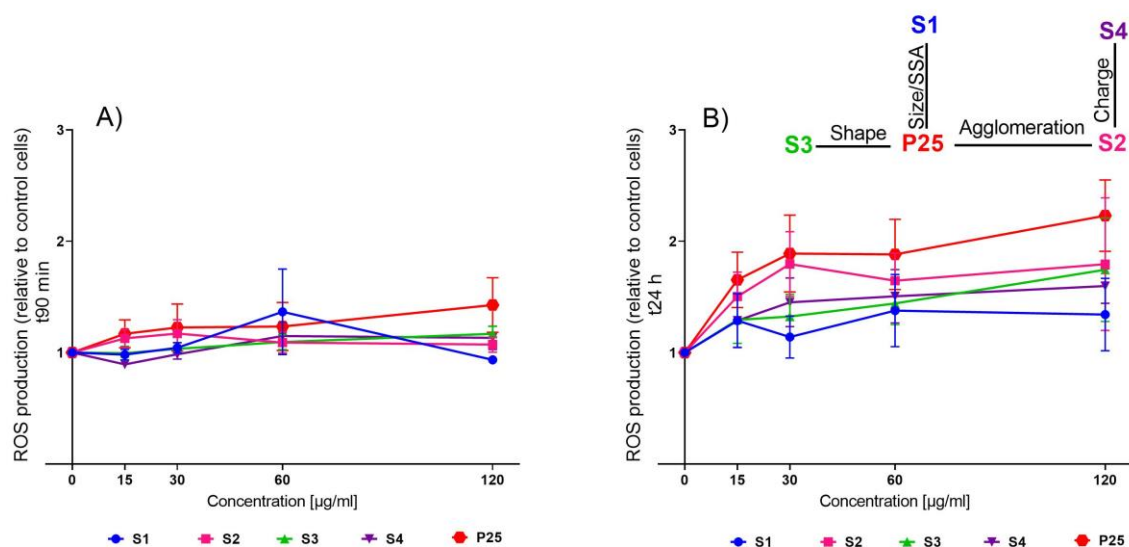 A)
ROS production (relative to control cells)
t90 min
3
2
1
0
15
30
60
120
Concentration [µg/ml]
S1
S2
S3
S4
P25
S1
S4
Size/SSA
Charge
B)
S3
Shape
P25
Agglomeration
S2
ROS production (relative to control cells)
t24 h
3
2
1
0
15
30
60
120
Concentration [µg/ml]
S1
S2
S3
S4
P25